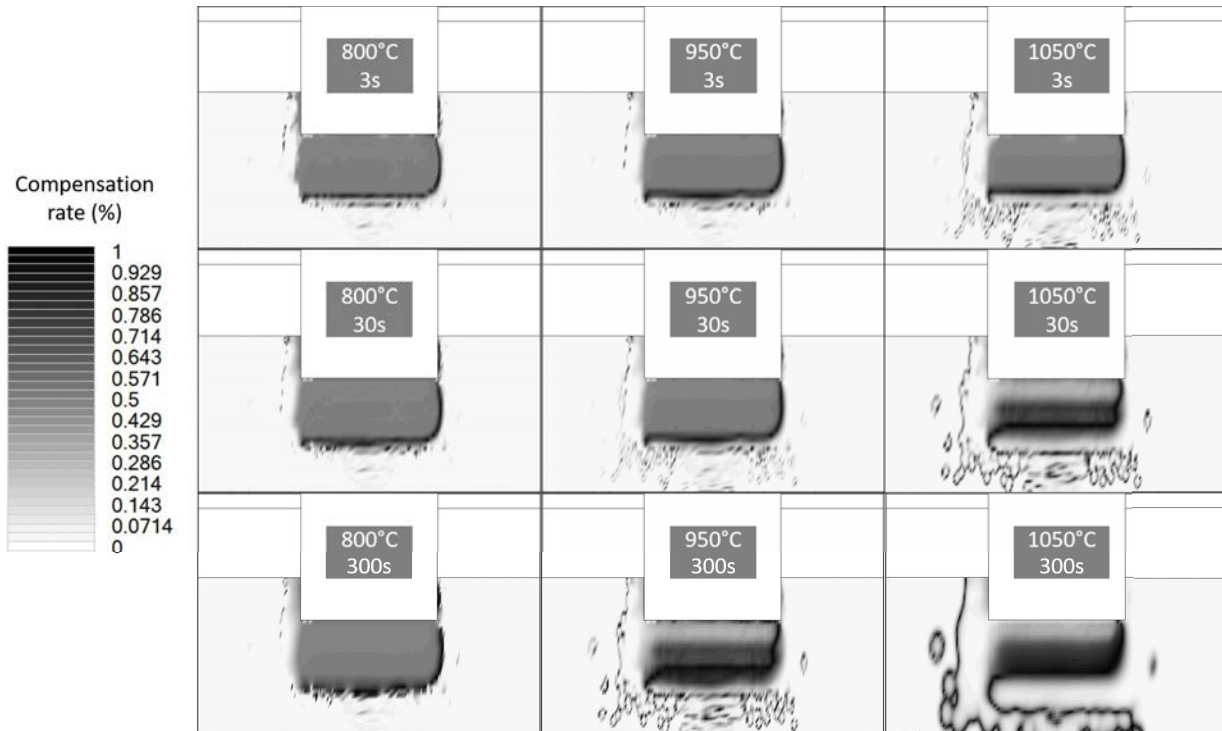 800°C
3s
950°C
3s
1050°C
3s
Compensation
rate (%)
1
0.929
0.857
0.786
0.714
0.643
0.571
0.5
0.429
0.357
0.286
0.214
0.143
0.0714
0
800°C
30s
950°C
30s
1050°C
30s
800°C
300s
950°C
300s
1050°C
300s